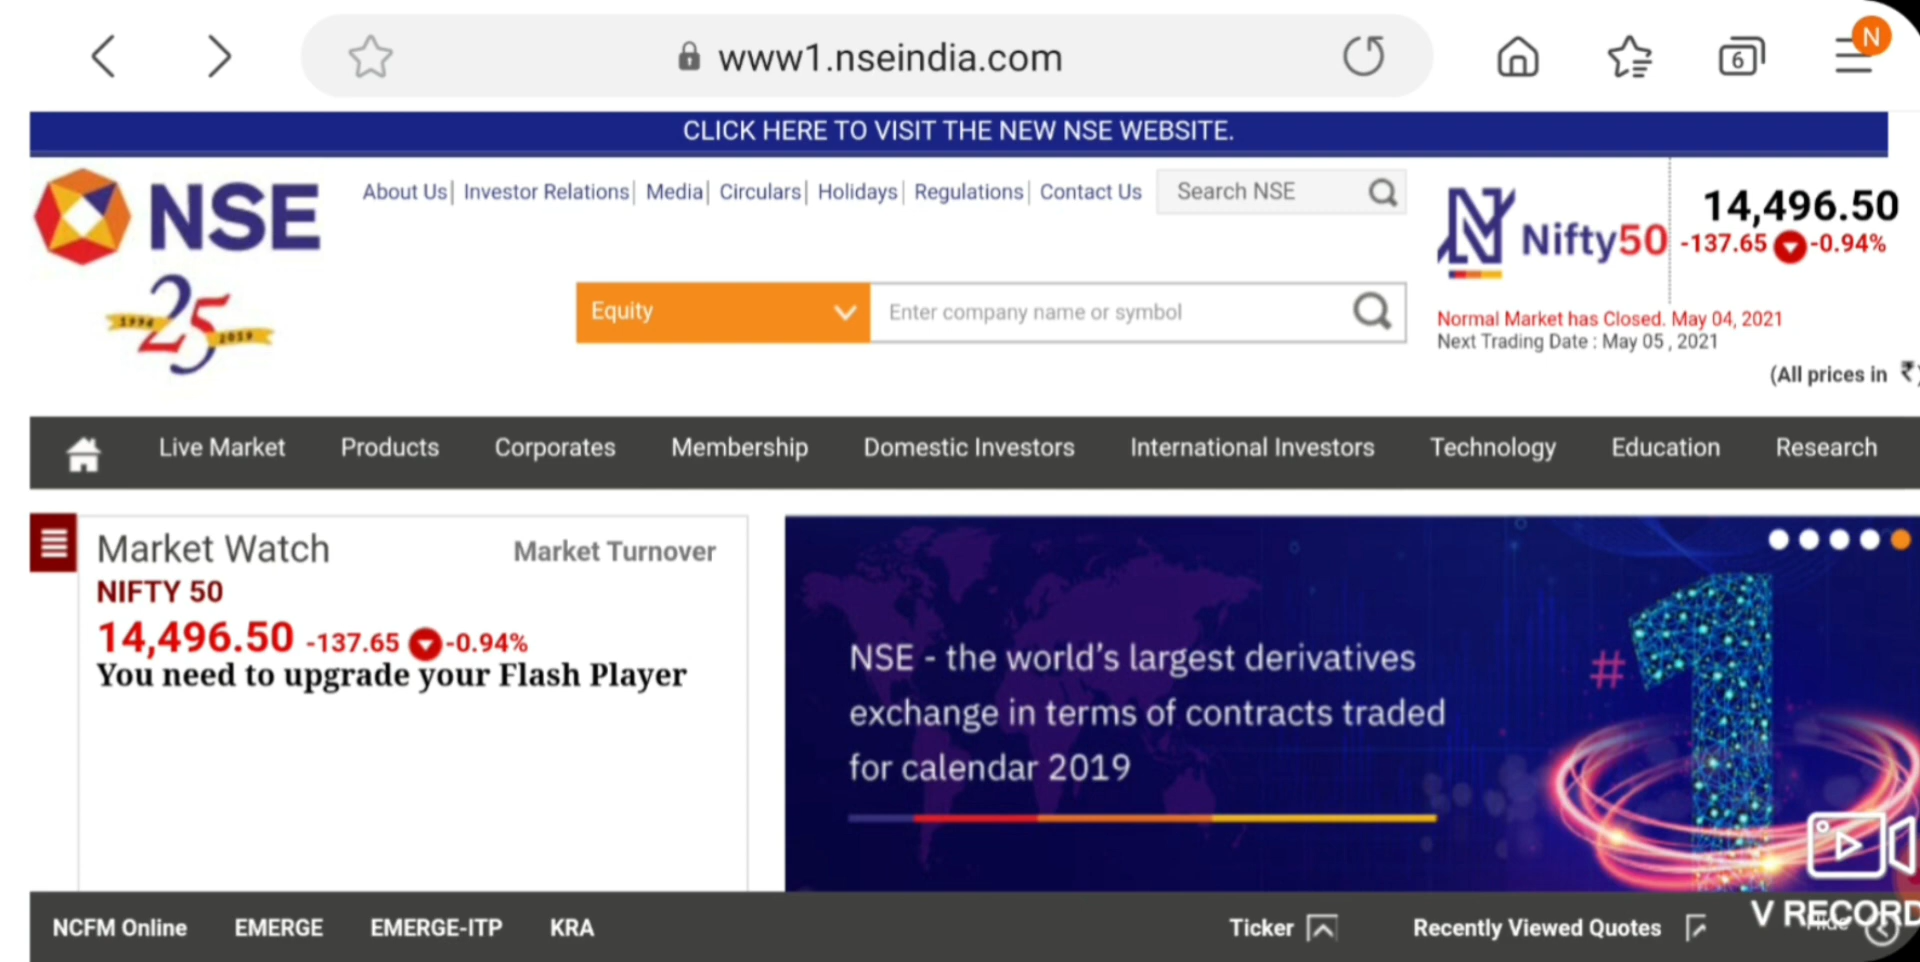 www1.nseindia.com
6
N
CLICK HERE TO VISIT THE NEW NSE WEBSITE.
NSE
1994 25 2019
About Us| Investor Relations| Media| Circulars| Holidays| Regulations| Contact Us
Search NSE
Equity
Enter company name or symbol
Nifty50
14,496.50
-137.65 -0.94%
Normal Market has Closed. May 04, 2021
Next Trading Date : May 05 , 2021
(All prices in ₹)
Live Market Products Corporates Membership Domestic Investors International Investors Technology Education Research
Market Watch
Market Turnover
NIFTY 50
14,496.50 -137.65 -0.94%
You need to upgrade your Flash Player
NSE - the world's largest derivatives
exchange in terms of contracts traded
for calendar 2019
#1
NCFM Online EMERGE EMERGE-ITP KRA
Ticker
Recently Viewed Quotes
Hide
V RECORD